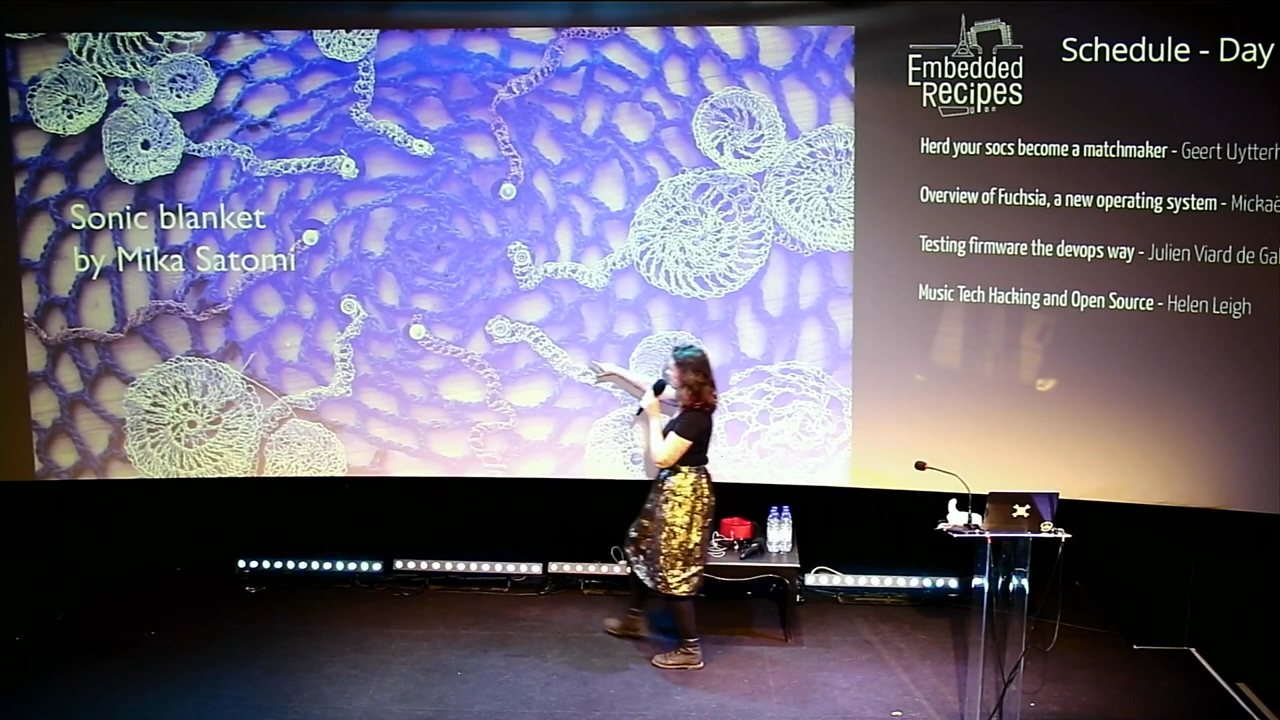 Sonic blanket
by Mika Satomi
Embedded
Recipes
Schedule - Day
Herd your socs become a matchmaker - Geert
Overview of Fuchsia, a new operating system -
Testing firmware the devops way - Julien Viard de
Music Tech Hacking and Open Source - Helen Leigh